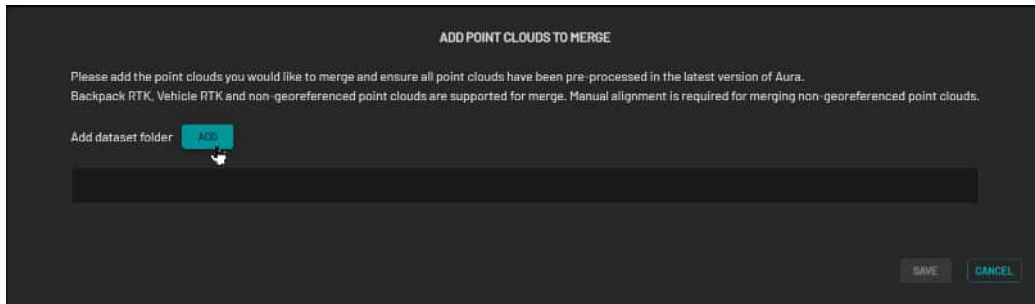 ADD POINT CLOUDS TO MERGE
Please add the point clouds you would like to merge and ensure all point clouds have been pre-processed in the latest version of Aura.
Backpack RTK, Vehicle RTK and non-georeferenced point clouds are supported for merge. Manual alignment is required for merging non-georeferenced point clouds.
Add dataset folder ADD
SAVE CANCEL